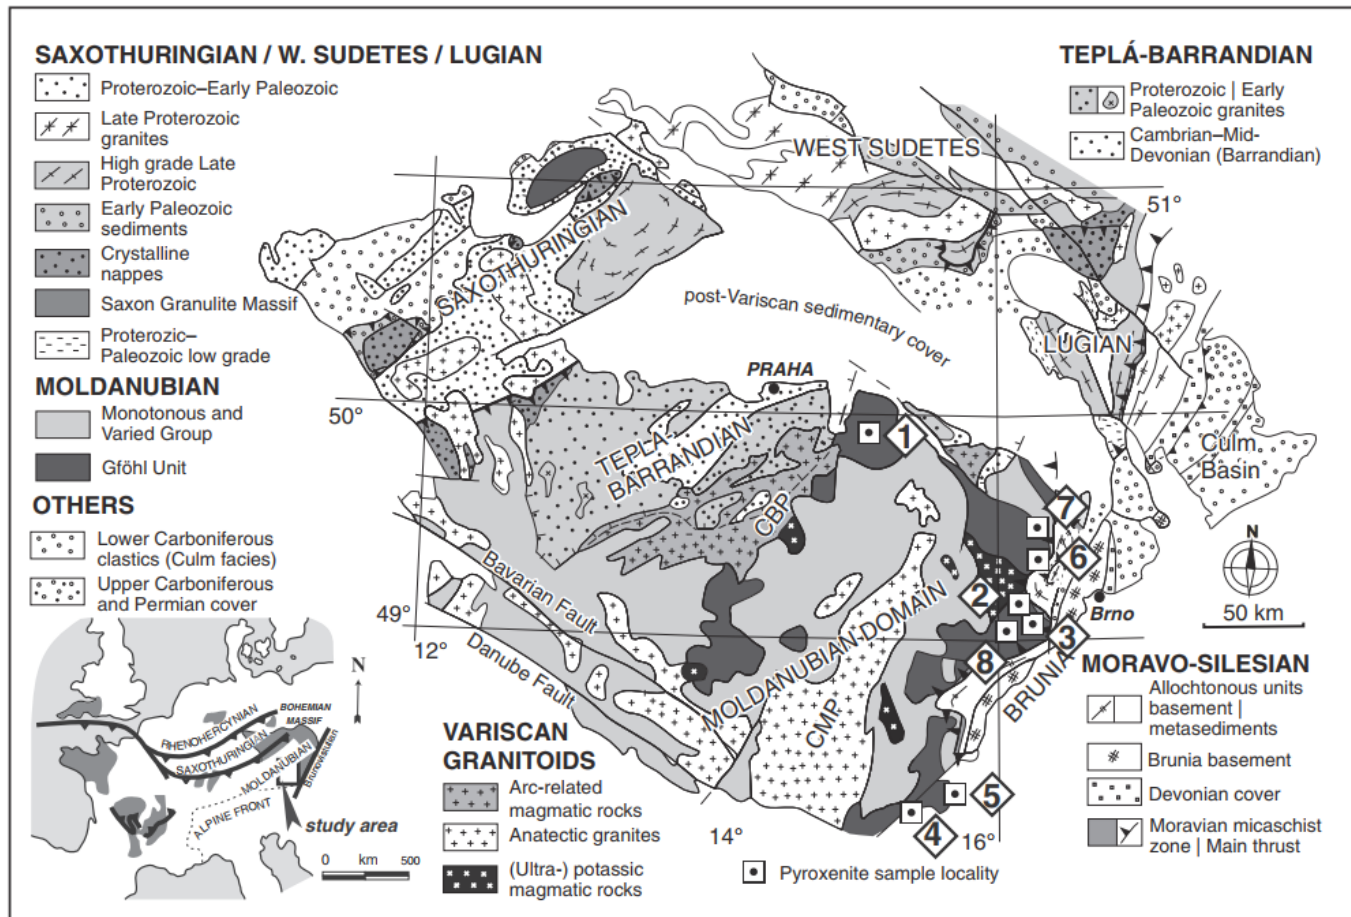 SAXOTHURINGIAN / W. SUDETES / LUGIAN
Proterozoic–Early Paleozoic
Late Proterozoic
granites
High grade Late
Proterozoic
Early Paleozoic
sediments
Crystalline
nappes
Saxon Granulite Massif
Proterozic–
Paleozoic low grade
MOLDANUBIAN
Monotonous and
Varied Group
Gföhl Unit
OTHERS
Lower Carboniferous
clastics (Culm facies)
Upper Carboniferous
and Permian cover
TEPLÁ-BARRANDIAN
Proterozoic | Early
Paleozoic granites
Cambrian–Mid-
Devonian (Barrandian)
WEST SUDETES
51°
SAXOTHURINGIAN
post-Variscan sedimentary cover
LUGIAN
PRAHA
50°
TEPLÁ-
BARRANDIAN
1
Culm
Basin
CBP
7
N
6
Bavarian Fault
2
Brno
50 km
49°
12°
Danube Fault
3
8
MOLDANUBIAN DOMAIN
BRUNIA
CMP
5
4
14°
16°
MORAVO-SILESIAN
Allochtonous units
basement |
metasediments
Brunia basement
Devonian cover
Moravian micaschist
zone | Main thrust
VARISCAN
GRANITOIDS
Arc-related
magmatic rocks
Anatectic granites
(Ultra-) potassic
magmatic rocks
Pyroxenite sample locality
N
BOHEMIAN
MASSIF
RHENOHERCYNIAN
SAXOTHURINGIAN
MOLDANUBIAN
Brunovistulian
ALPINE FRONT
study area
0 km 500